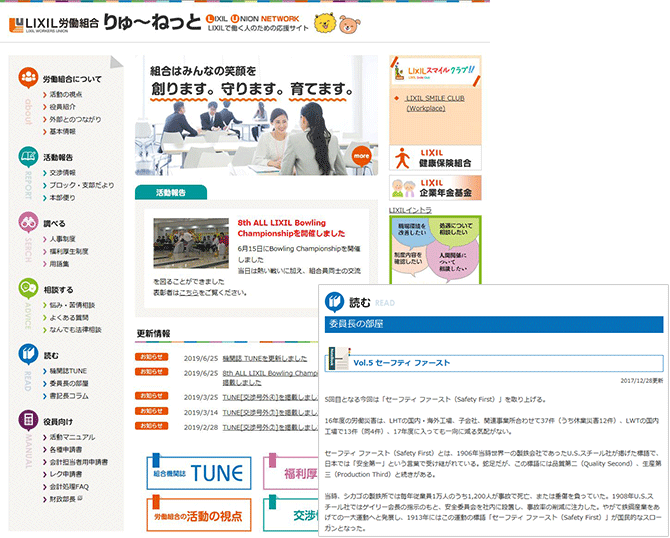 LIXIL労働組合
LIXIL WORKERS UNION
りゅ〜ねっと
LIXIL UNION NETWORK
LIXILで働く人のための応援サイト
労働組合について
about
活動の視点
役員紹介
外部とのつながり
基本情報
活動報告
REPORT
交渉情報
ブロック・支部だより
本部便り
調べる
SERCH
人事制度
福利厚生制度
用語集
相談する
ADVICE
悩み・苦情相談
よくある質問
なんでも法律相談
読む
READ
機関誌TUNE
委員長の部屋
書記長コラム
役員向け
MANUAL
活動マニュアル
各種申請書
会計担当者用申請書
レク申請書
会計処理FAQ
財政部長
組合はみんなの笑顔を
創ります。守ります。育てます。
more
活動報告
8th ALL LIXIL Bowling
Championshipを開催しました
6月15日にBowling Championshipを開催
しました
当日は熱い戦いに加え、組合員同士の交流
を図ることができました
表彰者はこちらをご覧ください。
更新情報
お知らせ 2019/6/25 機関誌 TUNEを更新しました
お知らせ 2019/6/25 8th ALL LIXIL Bowling Champ
掲載しました
お知らせ 2019/3/25 TUNE[交渉号外③]を掲載しまし
お知らせ 2019/3/14 TUNE[交渉号外②]を掲載しまし
お知らせ 2019/2/28 TUNE[交渉号外①]を掲載しまし
組合機関誌 TUNE
福利厚
労働組合の活動の視点
交渉
LIXILスマイルクラブ!!
LIXIL SMILE CLUB
(Workplace)
LIXIL
健康保険組合
LIXIL
企業年金基金
LIXILイントラ
職場環境を
改善したい
処遇について
相談したい
制度内容を
確認したい
人間関係に
ついて
相談したい
読む READ
委員長の部屋
Vol.5 セーフティ ファースト
2017/12/28更新
5回目となる今回は「セーフティ ファースト（Safety First）」を取り上げる。
16年度の労働災害は、LHTの国内・海外工場、子会社、関連事業所合わせて37件（うち休業災害12件）、LWTの国内
工場で13件（同4件）、17年度に入っても一向に減る気配がない。
セーフティ ファースト（Safety First）とは、1906年当時世界一の製鉄会社であったU.S.スチール社が掲げた標語で、
日本では「安全第一」という言葉で受け継がれている。蛇足だが、この標語には品質第二（Quality Second）、生産第
三（Production Third）と続きがある。
当時、シカゴの製鉄所では毎年従業員1万人のうち1,200人が事故で死亡、または重傷を負っていた。1908年U.S.ス
チール社ではゲイリー会長の指示のもと、安全委員会を社内に設置し、事故率の削減に注力した。やがて鉄鋼産業をあ
げての一大運動へと発展し、1913年にはこの運動の標語「セーフティ ファースト（Safety First）」が国民的なスロー
ガンとなった。